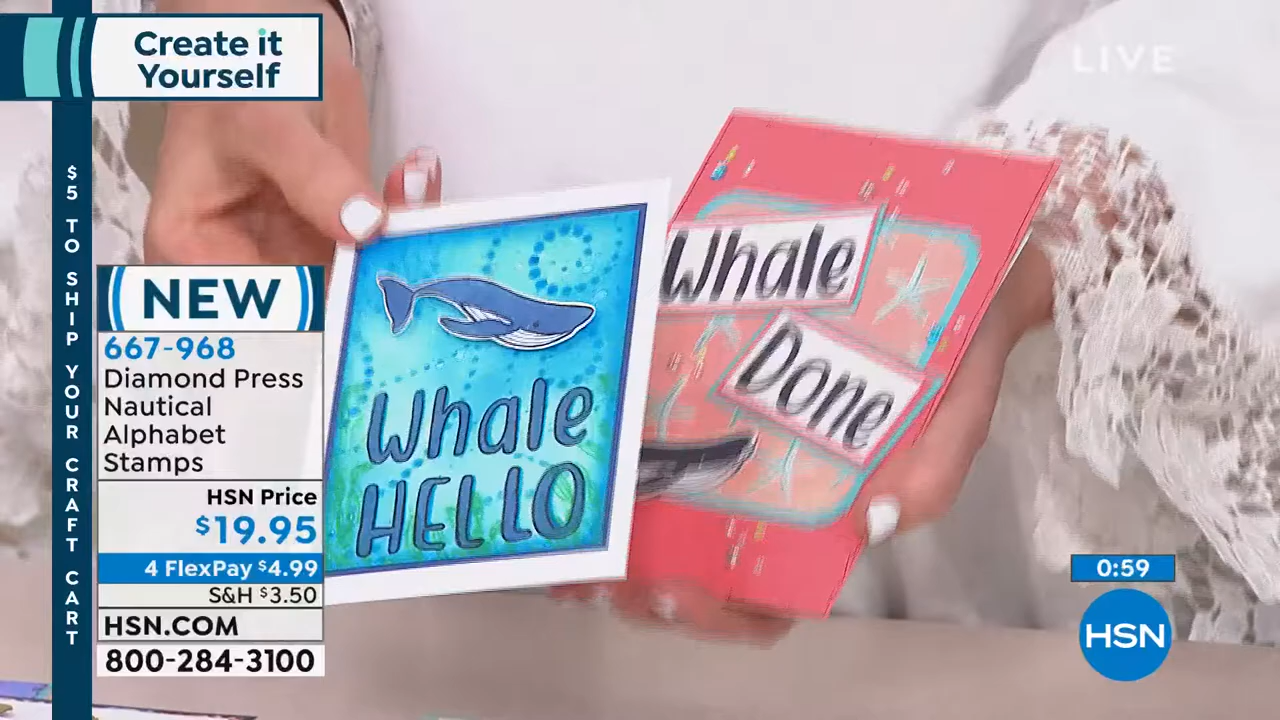 Create it
Yourself
LIVE
$5 TO SHIP YOUR CRAFT CART
NEW
667-968
Diamond Press
Nautical
Alphabet
Stamps
HSN Price
$19.95
4 FlexPay $4.99
S&H $3.50
HSN.COM
800-284-3100
Whale
HELLO
Whale
Done
0:59
HSN